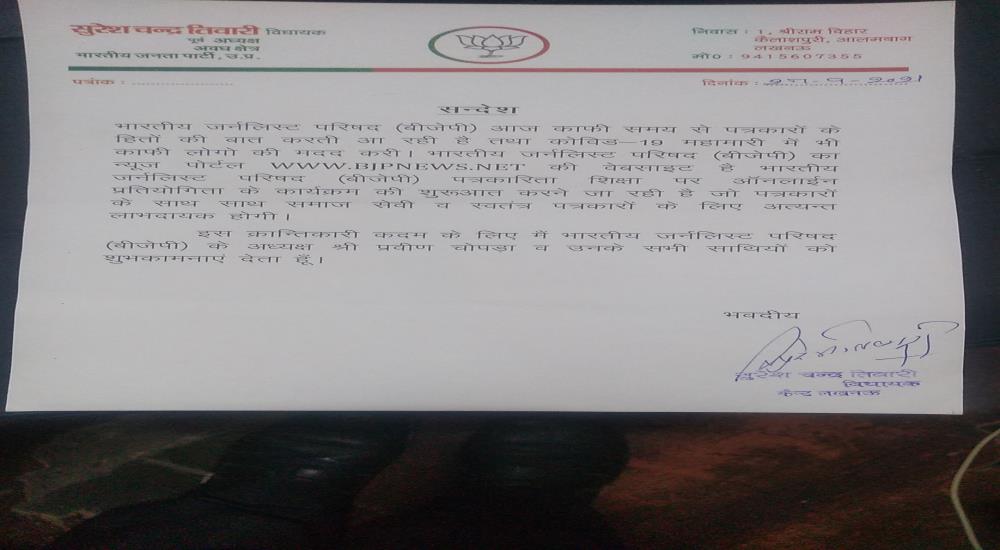 सुरेश चन्द्र तिवारी विधायक
पूर्व अध्यक्ष
अवध क्षेत्र
भारतीय जनता पार्टी, उ.प्र.
निवास : 1, श्रीराम विहार
कैलाशपुरी, आलमबाग
लखनऊ
मो0 : 9415607355
पत्रांक : ......................
दिनांक :
सन्देश
भारतीय जर्नलिस्ट परिषद (बीजेपी) आज काफी समय से पत्रकारों के
हितों की बात करती आ रही है तथा कोविड–19 महामारी में भी
काफी लोगो की मदद करी। भारतीय जर्नलिस्ट परिषद (बीजेपी) का
न्यूज पोर्टल WWW.BJPNEWS.NET की वेबसाइट है भारतीय
जर्नलिस्ट परिषद (बीजेपी) पत्रकारिता शिक्षा पर ऑनलाईन
प्रतियोगिता के कार्यक्रम की शुरूआत करने जा रही है जो पत्रकारों
के साथ साथ समाज सेवी व स्वतंत्र पत्रकारों के लिए अत्यन्त
लाभदायक होगी।
इस क्रान्तिकारी कदम के लिए मैं भारतीय जर्नलिस्ट परिषद
(बीजेपी) के अध्यक्ष श्री प्रवीण चोपड़ा व उनके सभी साथियों को
शुभकामनाएं देता हूँ।
भवदीय
सुरेश चन्द्र तिवारी
विधायक
कैन्ट लखनऊ